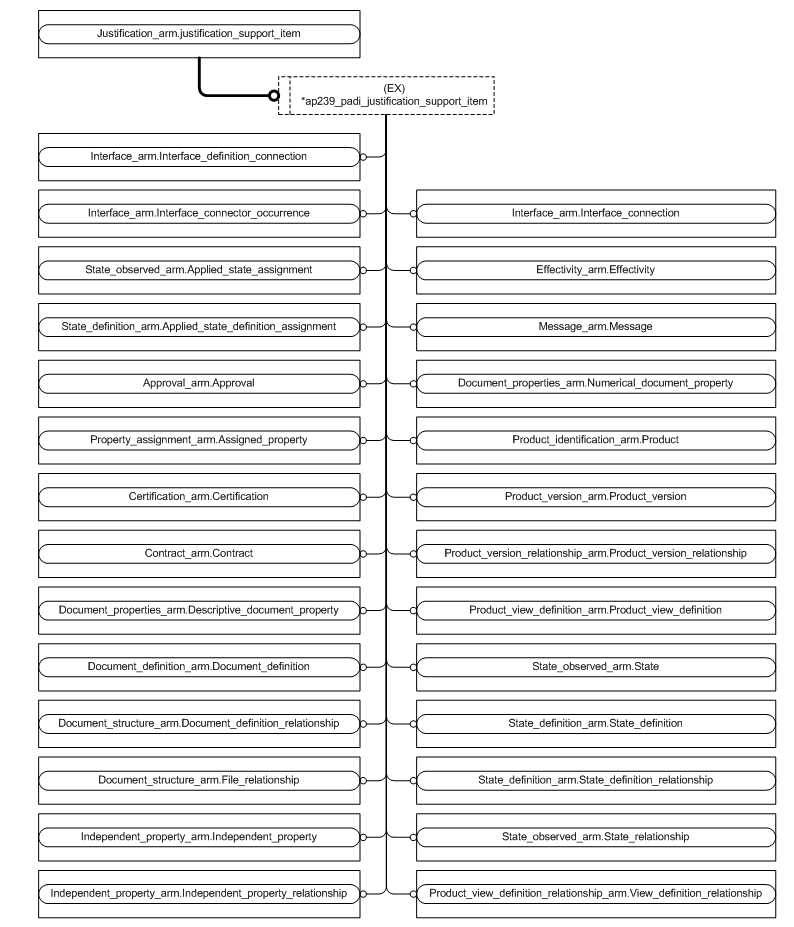 Justification_arm.justification_support_item
(EX)
*ap239_padi_justification_support_item
Interface_arm.Interface_definition_connection
Interface_arm.Interface_connector_occurrence
Interface_arm.Interface_connection
State_observed_arm.Applied_state_assignment
Effectivity_arm.Effectivity
State_definition_arm.Applied_state_definition_assignment
Message_arm.Message
Approval_arm.Approval
Document_properties_arm.Numerical_document_property
Property_assignment_arm.Assigned_property
Product_identification_arm.Product
Certification_arm.Certification
Product_version_arm.Product_version
Contract_arm.Contract
Product_version_relationship_arm.Product_version_relationship
Document_properties_arm.Descriptive_document_property
Product_view_definition_arm.Product_view_definition
Document_definition_arm.Document_definition
State_observed_arm.State
Document_structure_arm.Document_definition_relationship
State_definition_arm.State_definition
Document_structure_arm.File_relationship
State_definition_arm.State_definition_relationship
Independent_property_arm.Independent_property
State_observed_arm.State_relationship
Independent_property_arm.Independent_property_relationship
Product_view_definition_relationship_arm.View_definition_relationship